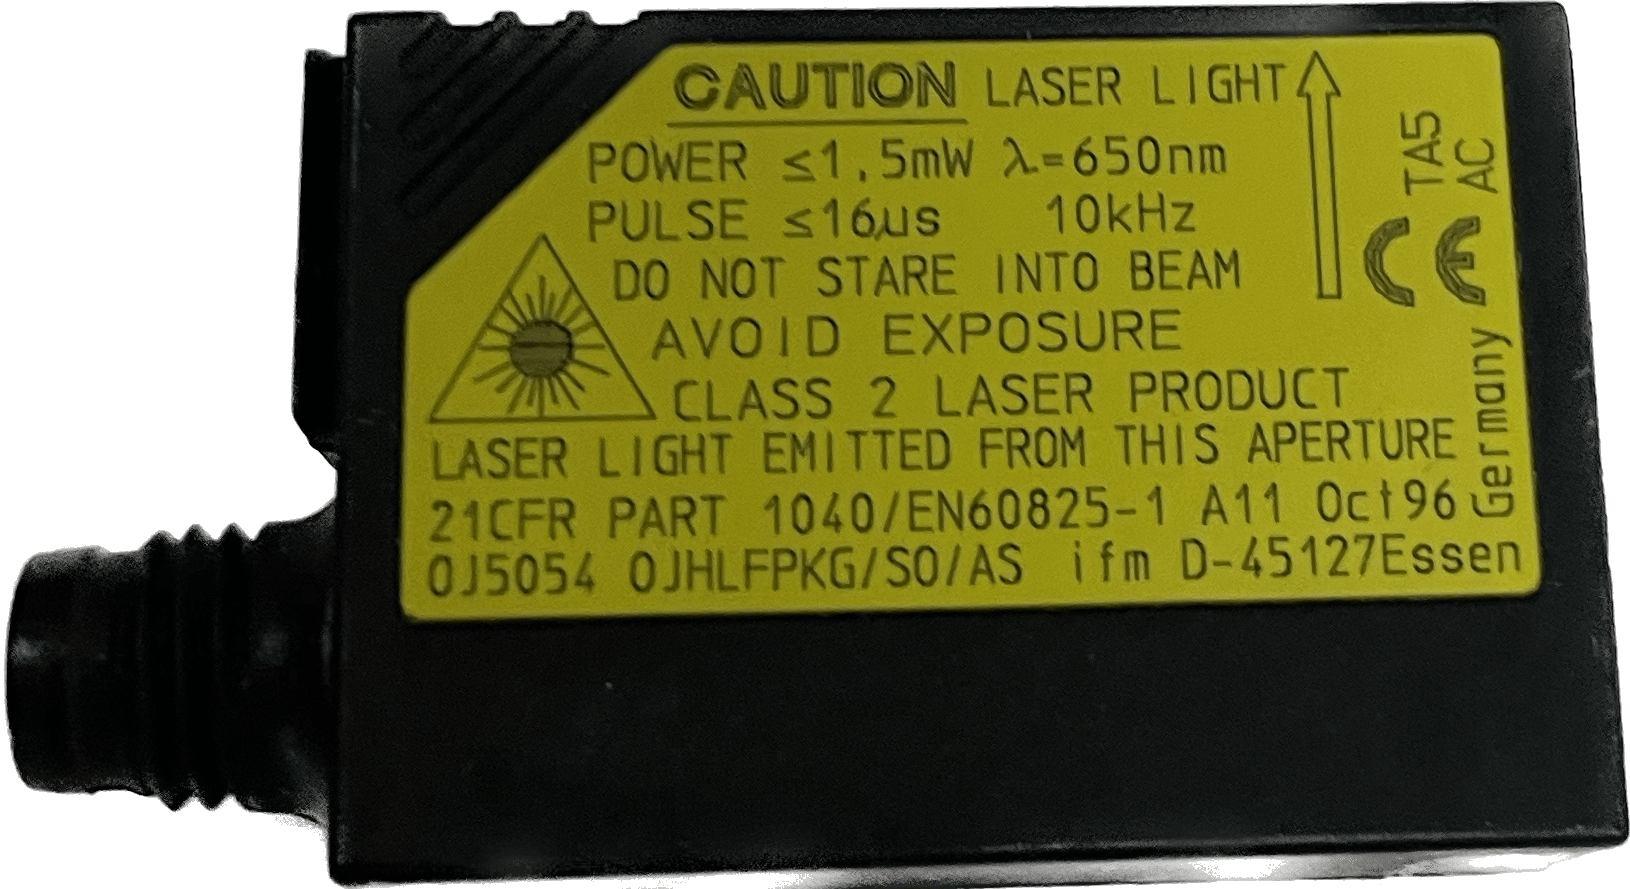 CAUTION LASER LIGHT
POWER ≤1,5mW λ=650nm
PULSE ≤16µs 10kHz
DO NOT STARE INTO BEAM
AVOID EXPOSURE
CLASS 2 LASER PRODUCT
LASER LIGHT EMITTED FROM THIS APERTURE
21CFR PART 1040/EN60825-1 A11 Oct96
OJ5054 OJHLFPKG/SO/AS ifm D-45127Essen
TA5
AC
CE
Germany